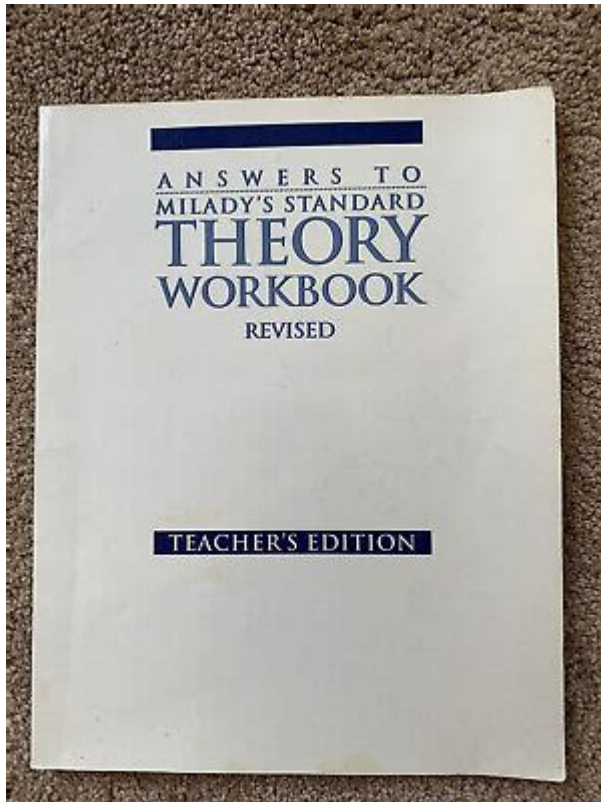 ANSWERS TO
MILADY'S STANDARD
THEORY
WORKBOOK
REVISED
TEACHER'S EDITION